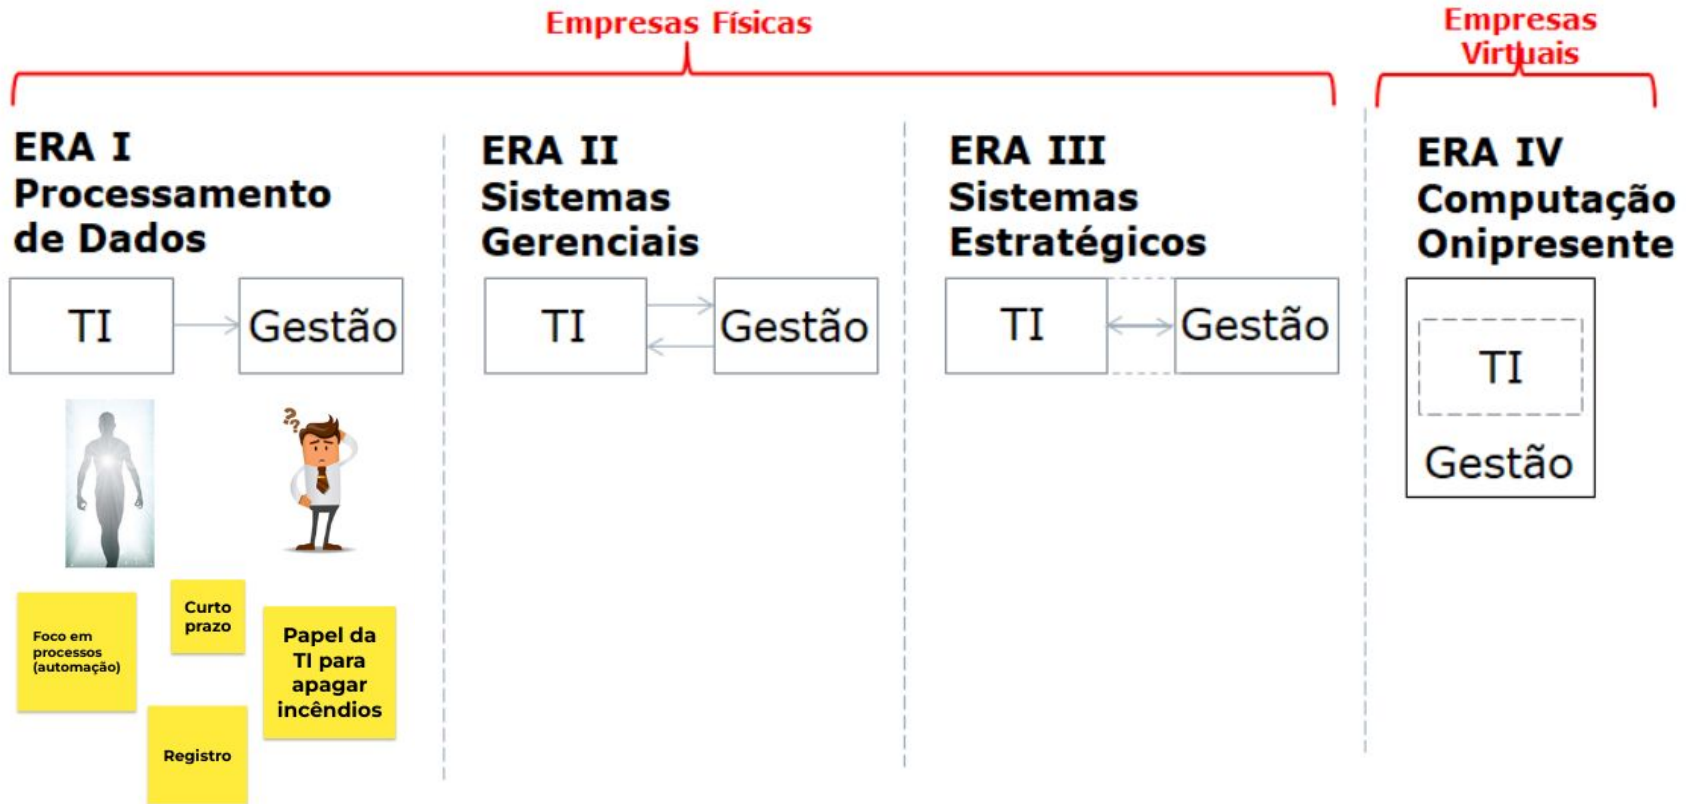 Empresas Físicas
Empresas
Virtuais
ERA I
Processamento
de Dados
TI
Gestão
??
Foco em
processos
(automação)
Curto
prazo
Papel da
TI para
apagar
incêndios
Registro
ERA II
Sistemas
Gerenciais
TI
Gestão
ERA III
Sistemas
Estratégicos
TI
Gestão
ERA IV
Computação
Onipresente
TI
Gestão